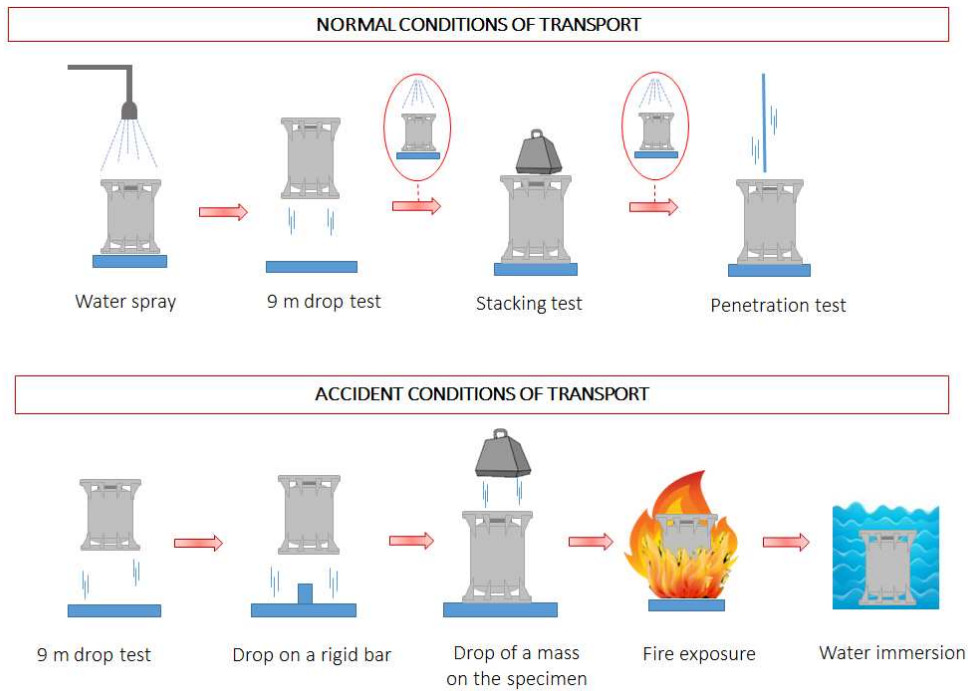 NORMAL CONDITIONS OF TRANSPORT
Water spray
9 m drop test
Stacking test
Penetration test
ACCIDENT CONDITIONS OF TRANSPORT
9 m drop test
Drop on a rigid bar
Drop of a mass
on the specimen
Fire exposure
Water immersion